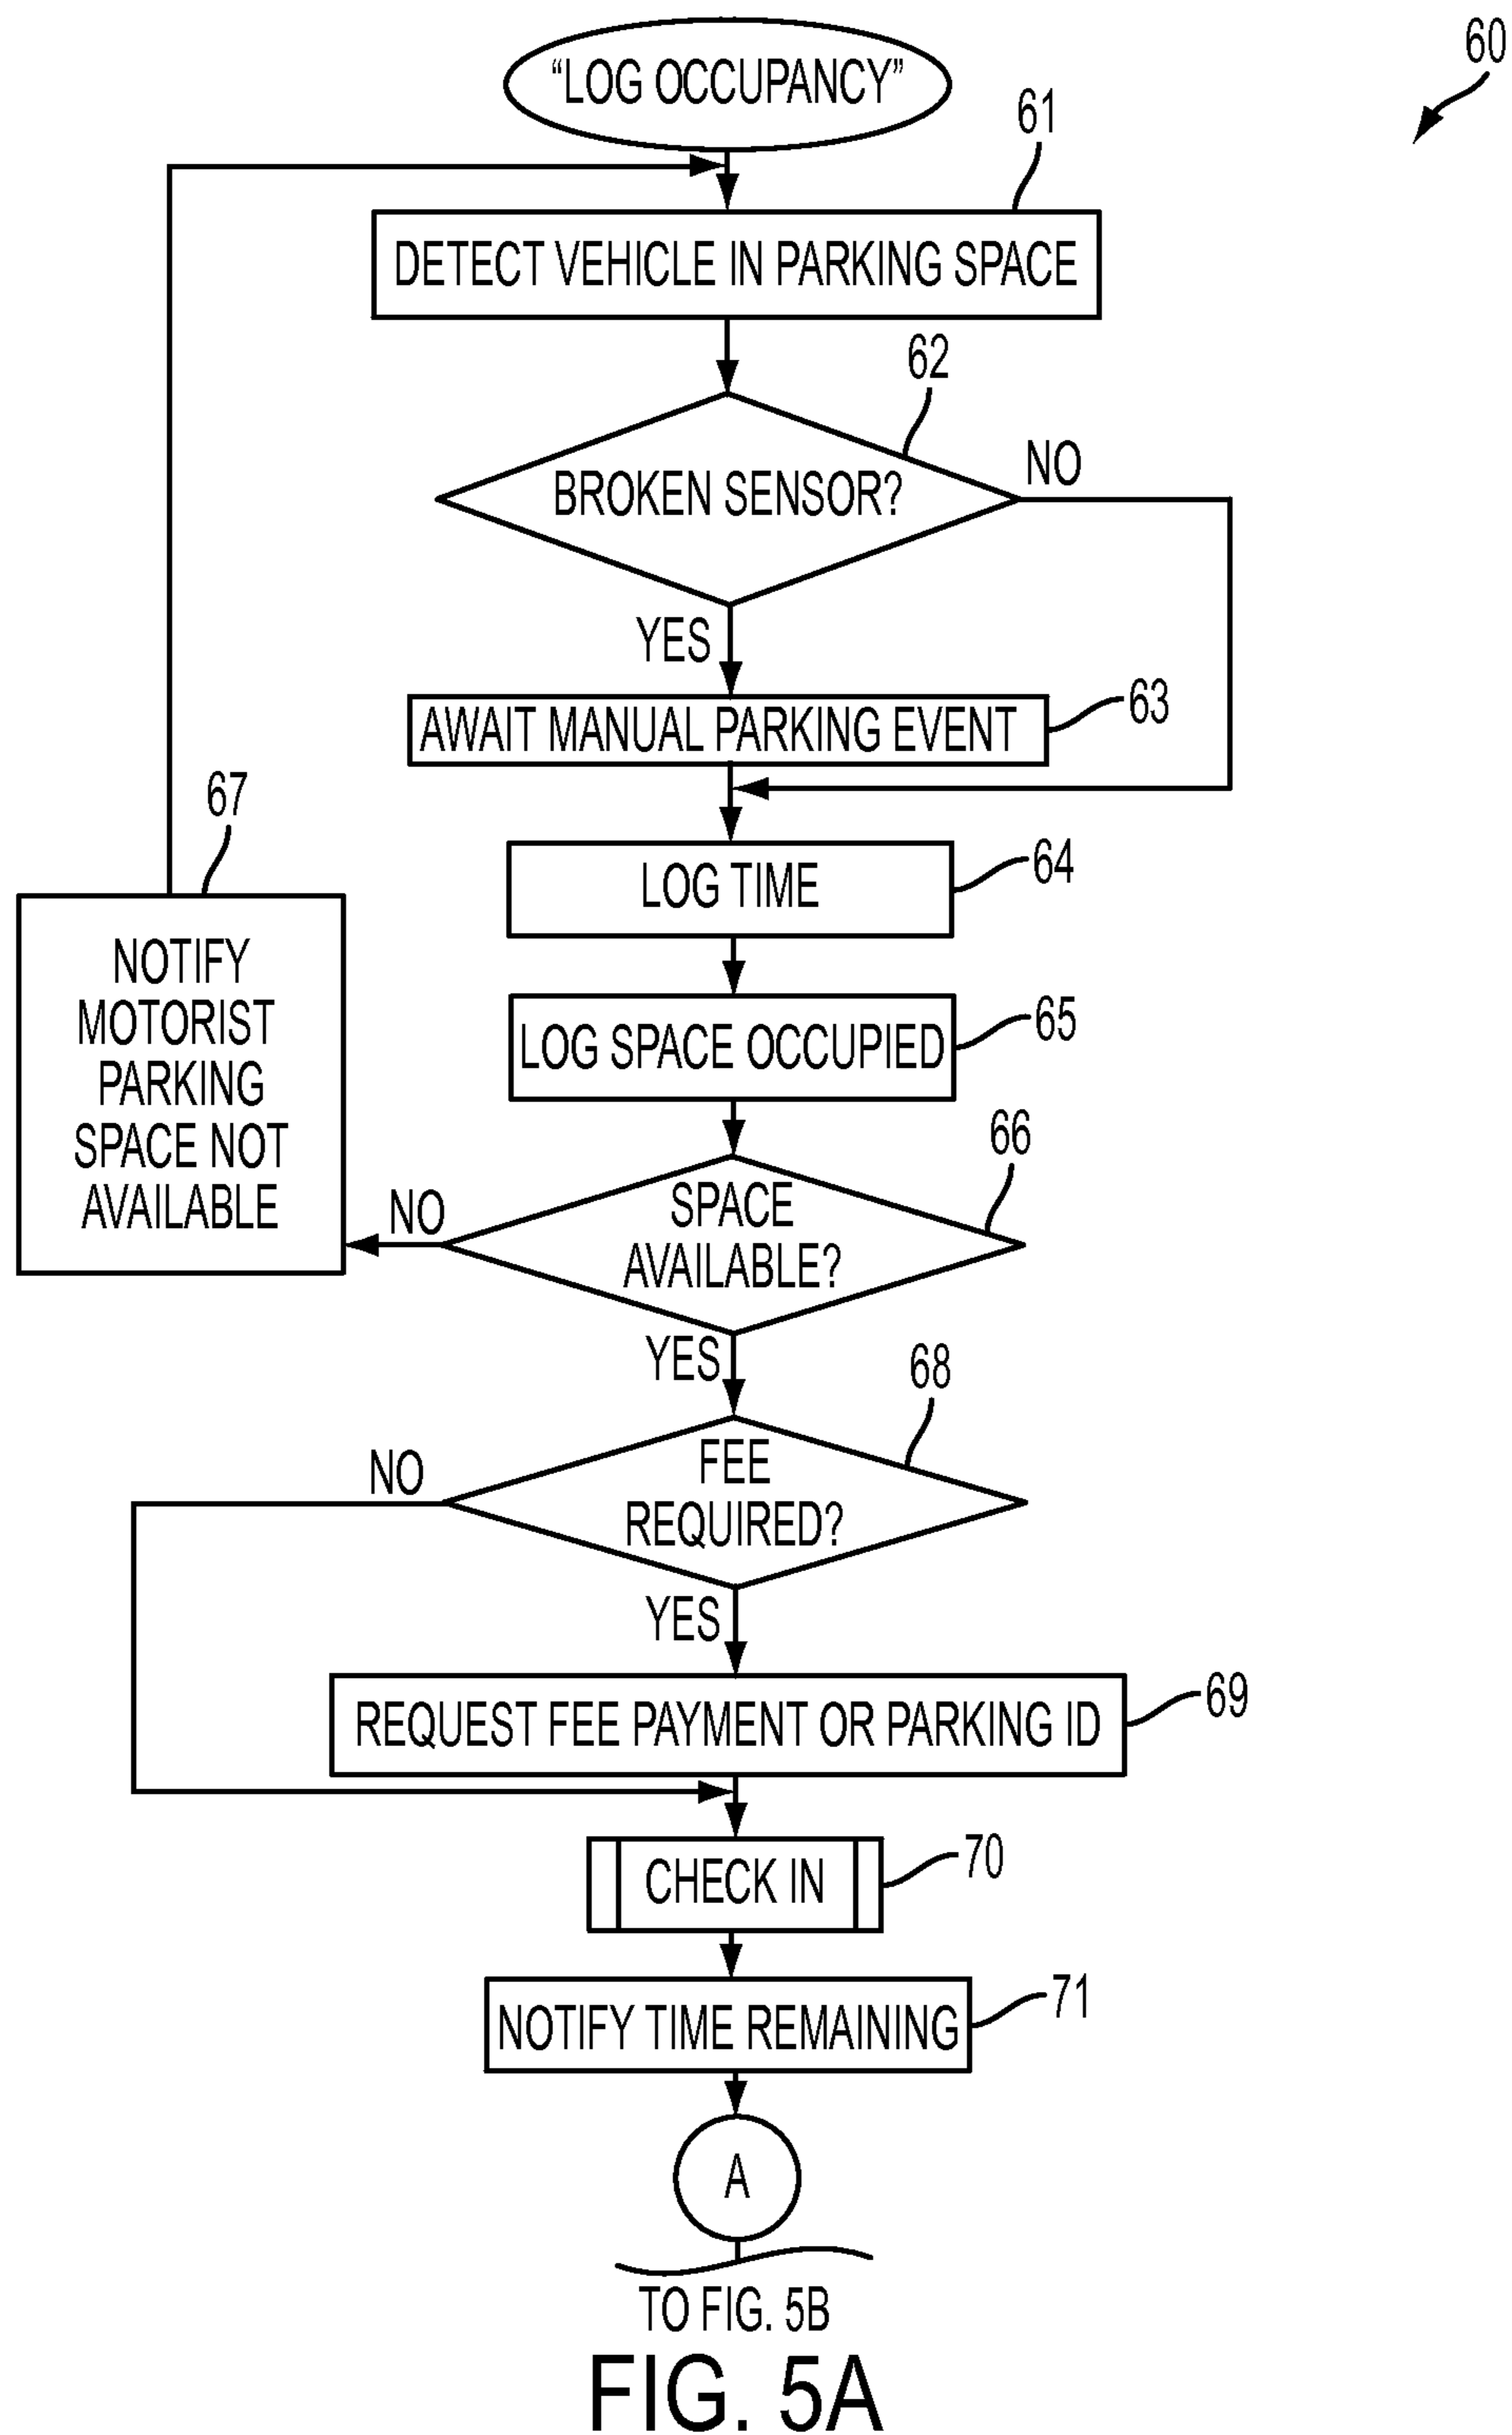 60
“LOG OCCUPANCY”
61
DETECT VEHICLE IN PARKING SPACE
62
BROKEN SENSOR?
NO
YES
AWAIT MANUAL PARKING EVENT
63
64
LOG TIME
67
NOTIFY
MOTORIST
PARKING
SPACE NOT
AVAILABLE
LOG SPACE OCCUPIED
65
66
SPACE
AVAILABLE?
NO
YES
68
FEE
REQUIRED?
NO
YES
REQUEST FEE PAYMENT OR PARKING ID
69
CHECK IN
70
NOTIFY TIME REMAINING
71
A
TO FIG. 5B
FIG. 5A